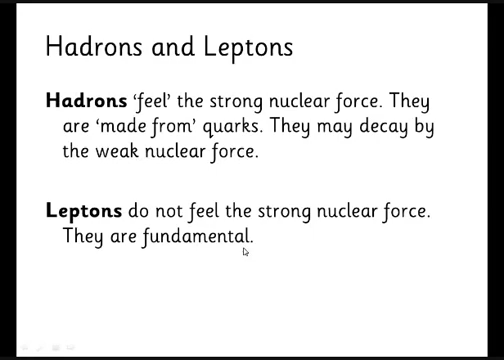 Hadrons and Leptons
Hadrons ‘feel’ the strong nuclear force. They
are ‘made from’ quarks. They may decay by
the weak nuclear force.
Leptons do not feel the strong nuclear force.
They are fundamental.